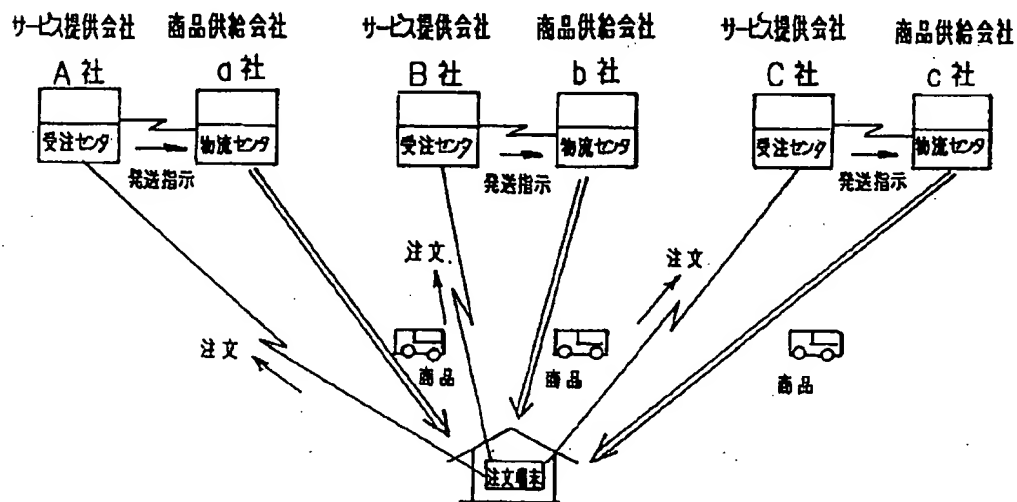 サービス提供会社 商品供給会社 サービス提供会社 商品供給会社 サービス提供会社 商品供給会社
A社 a社 B社 b社 C社 c社
受注センタ 物流センタ 受注センタ 物流センタ 受注センタ 物流センタ
発送指示 発送指示 発送指示
注文 注文
注文
商品 商品 商品
注文端末